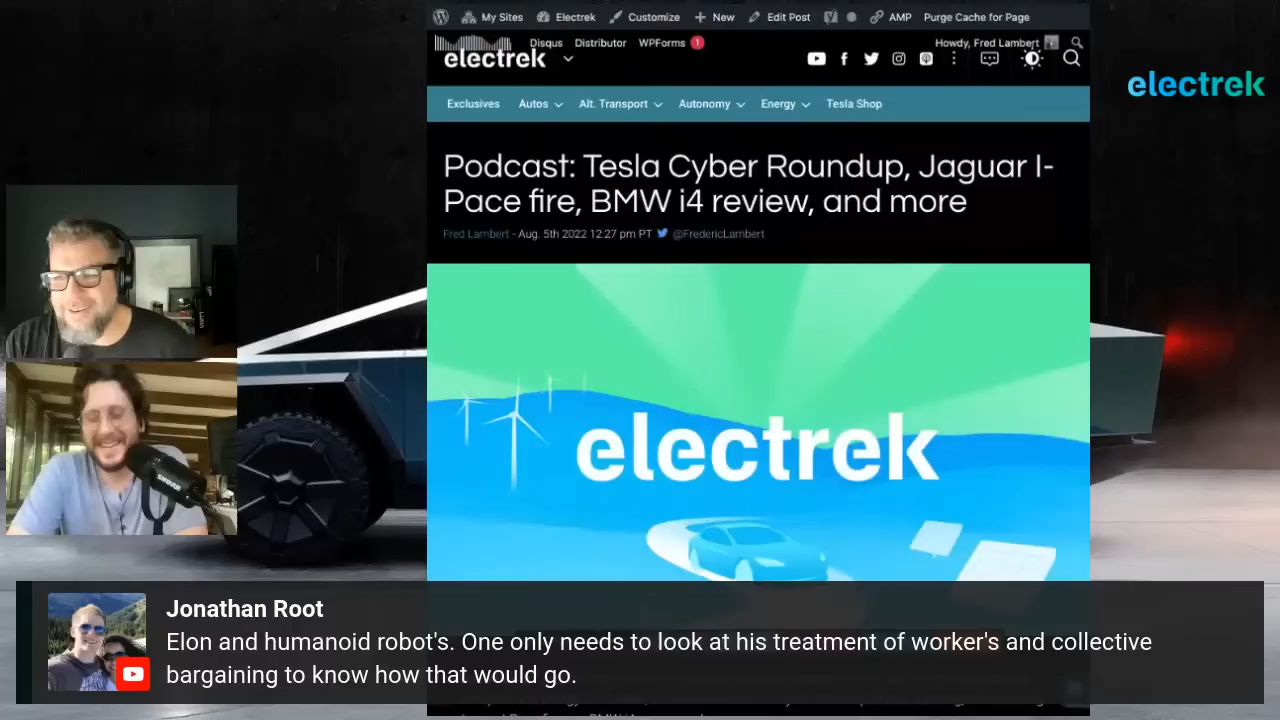 My Sites Electrek Customize New Edit Post AMP Purge Cache for Page
Disqus Distributor WPForms 1 Howdy, Fred Lambert
electrek
Exclusives Autos Alt. Transport Autonomy Energy Tesla Shop
electrek
Podcast: Tesla Cyber Roundup, Jaguar I-
Pace fire, BMW i4 review, and more
Fred Lambert - Aug. 5th 2022 12:27 pm PT @FredericLambert
electrek
SHURE
Jonathan Root
Elon and humanoid robot's. One only needs to look at his treatment of worker's and collective
bargaining to know how that would go.